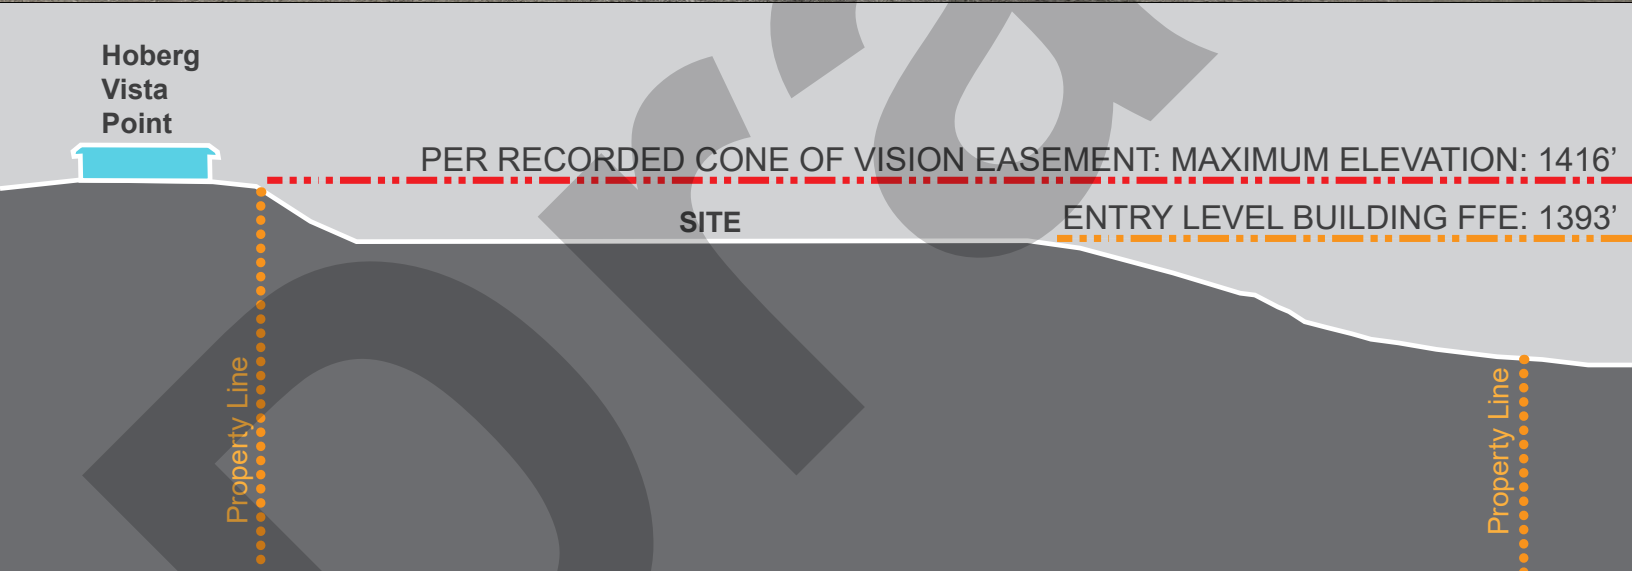 Hoberg
Vista
Point
PER RECORDED CONE OF VISION EASEMENT: MAXIMUM ELEVATION: 1416’
SITE
ENTRY LEVEL BUILDING FFE: 1393’
Property Line
Property Line